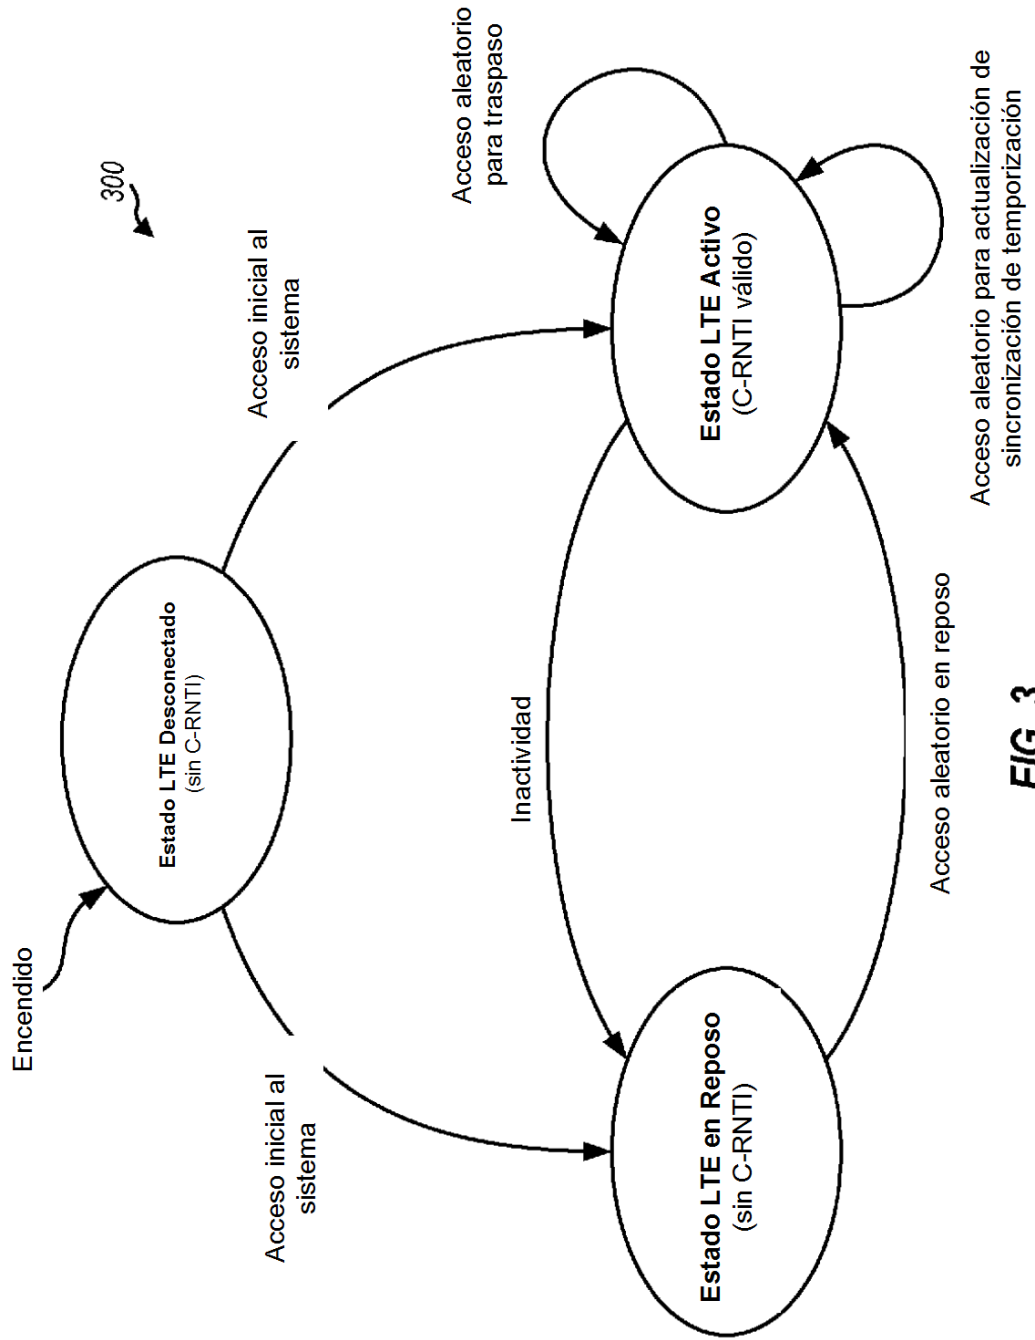 300
Encendido
Estado LTE Desconectado
(sin C-RNTI)
Acceso inicial al
sistema
Acceso inicial al
sistema
Acceso aleatorio
para traspaso
Inactividad
Estado LTE en Reposo
(sin C-RNTI)
Estado LTE Activo
(C-RNTI válido)
Acceso aleatorio en reposo
Acceso aleatorio para actualización de
sincronización de temporización
FIG. 3